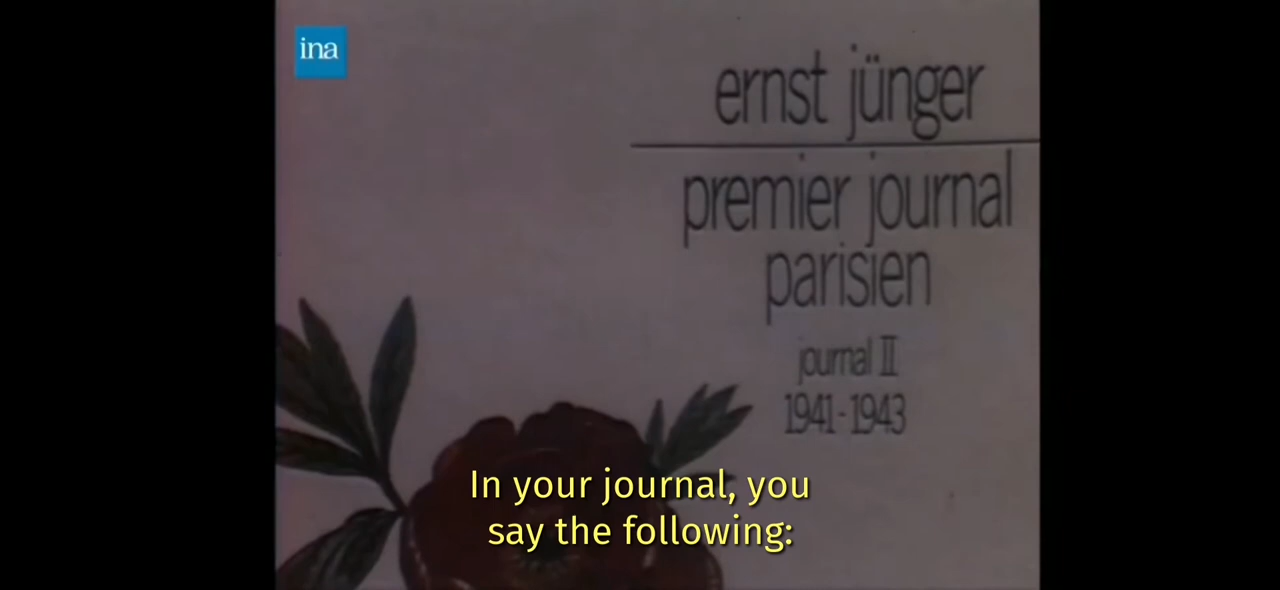 ina
ernst jünger
premier journal
parisien
journal II
1941-1943
In your journal, you
say the following: